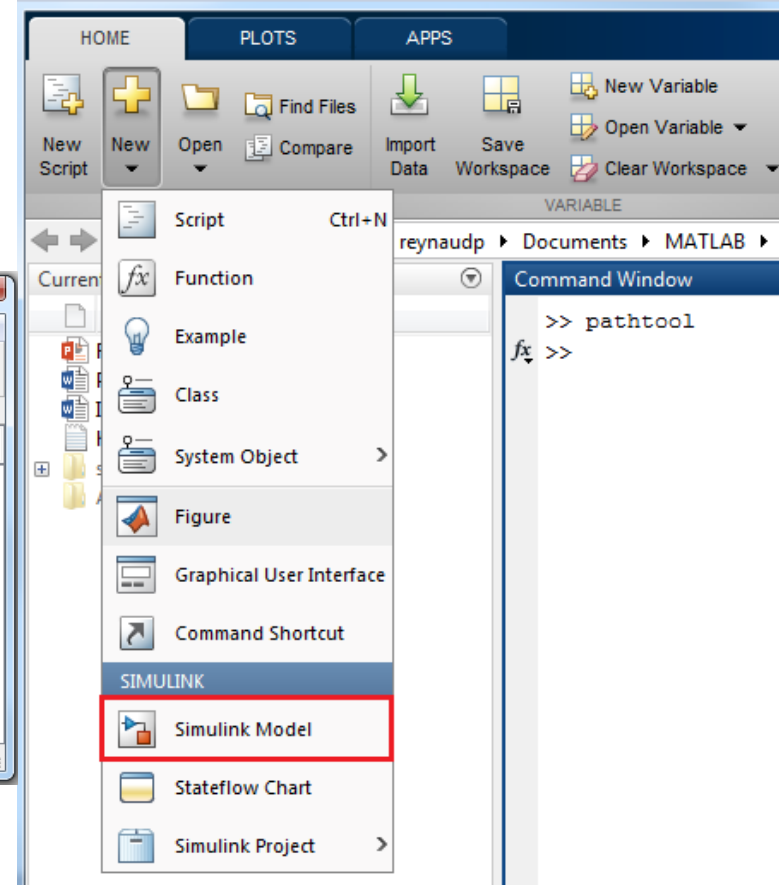 HOME PLOTS APPS
New Script
New
Open
Find Files
Compare
Import Data
Save Workspace
New Variable
Open Variable
Clear Workspace
VARIABLE
reynaudp Documents MATLAB
Script Ctrl+N
Function
Example
Class
System Object
Figure
Graphical User Interface
Command Shortcut
SIMULINK
Simulink Model
Stateflow Chart
Simulink Project
Curren
Command Window
>> pathtool
fx >>